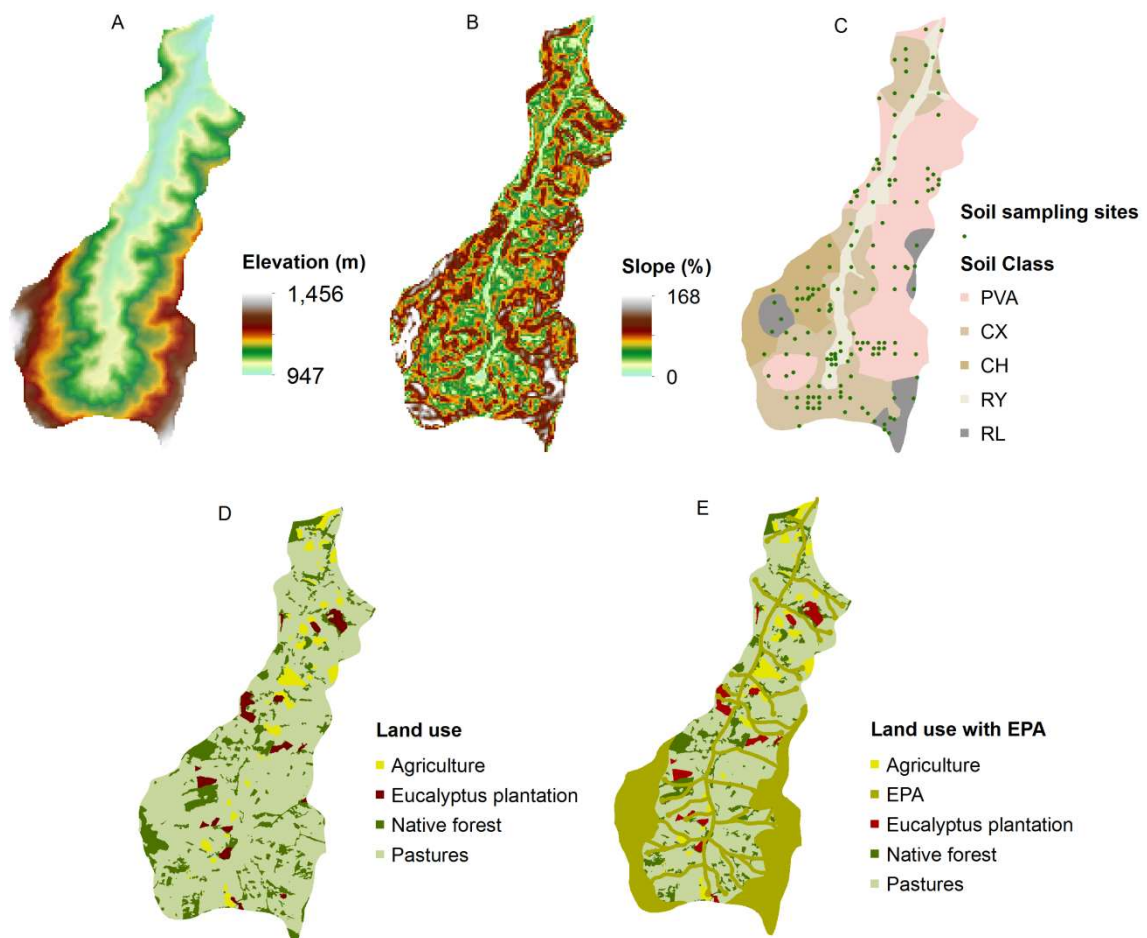 A
Elevation (m)
1,456
947
B
Slope (%)
168
0
C
Soil sampling sites
Soil Class
PVA
CX
CH
RY
RL
D
Land use
Agriculture
Eucalyptus plantation
Native forest
Pastures
E
Land use with EPA
Agriculture
EPA
Eucalyptus plantation
Native forest
Pastures